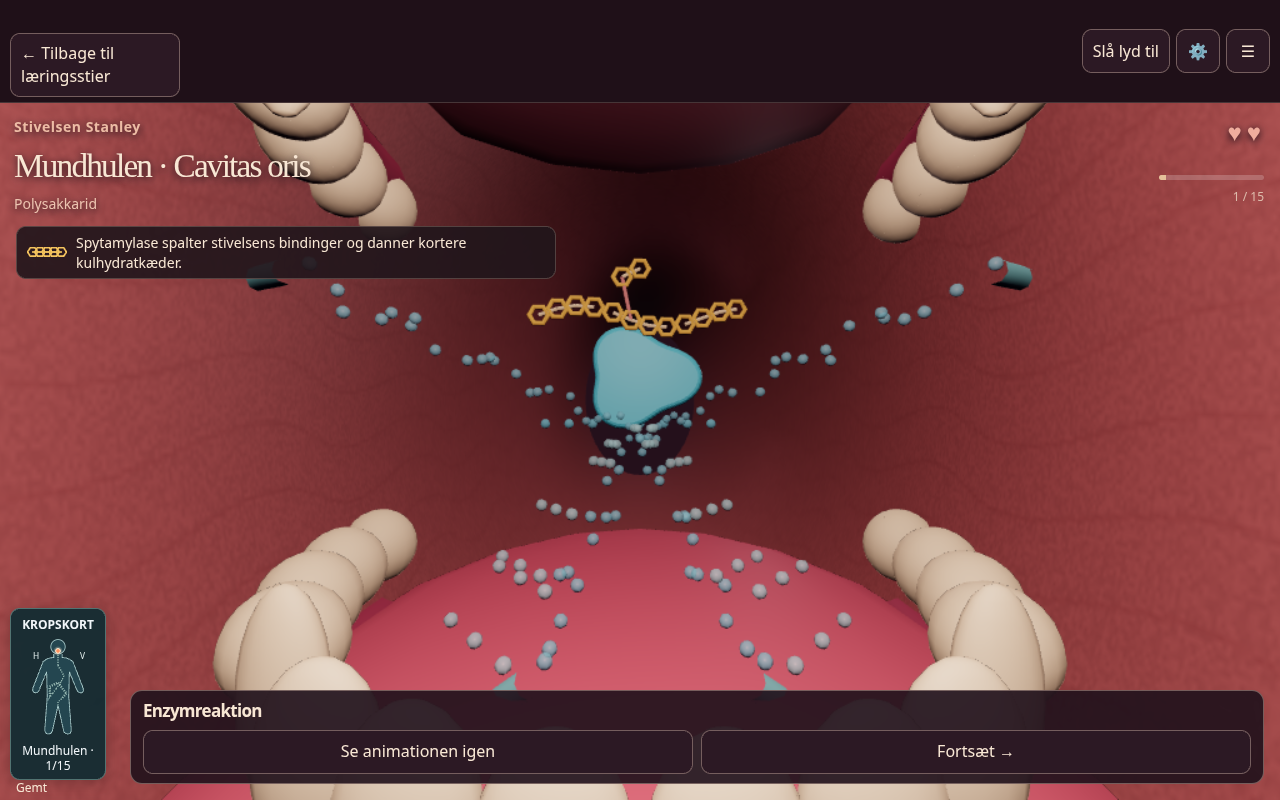 ← Tilbage til
læringsstier
Slå lyd til
Stivelsen Stanley
Mundhulen · Cavitas oris
Polysakkarid
1 / 15
Spytamylase spalter stivelsens bindinger og danner kortere
kulhydratkæder.
KROPSKORT
H V
Mundhulen ·
1/15
Gemt
Enzymreaktion
Se animationen igen
Fortsæt →